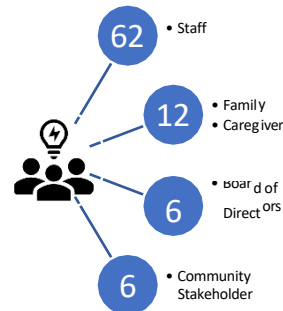 62
• Staff
12
• Family
• Caregiver
6
• Board of
Directors
6
• Community
Stakeholder